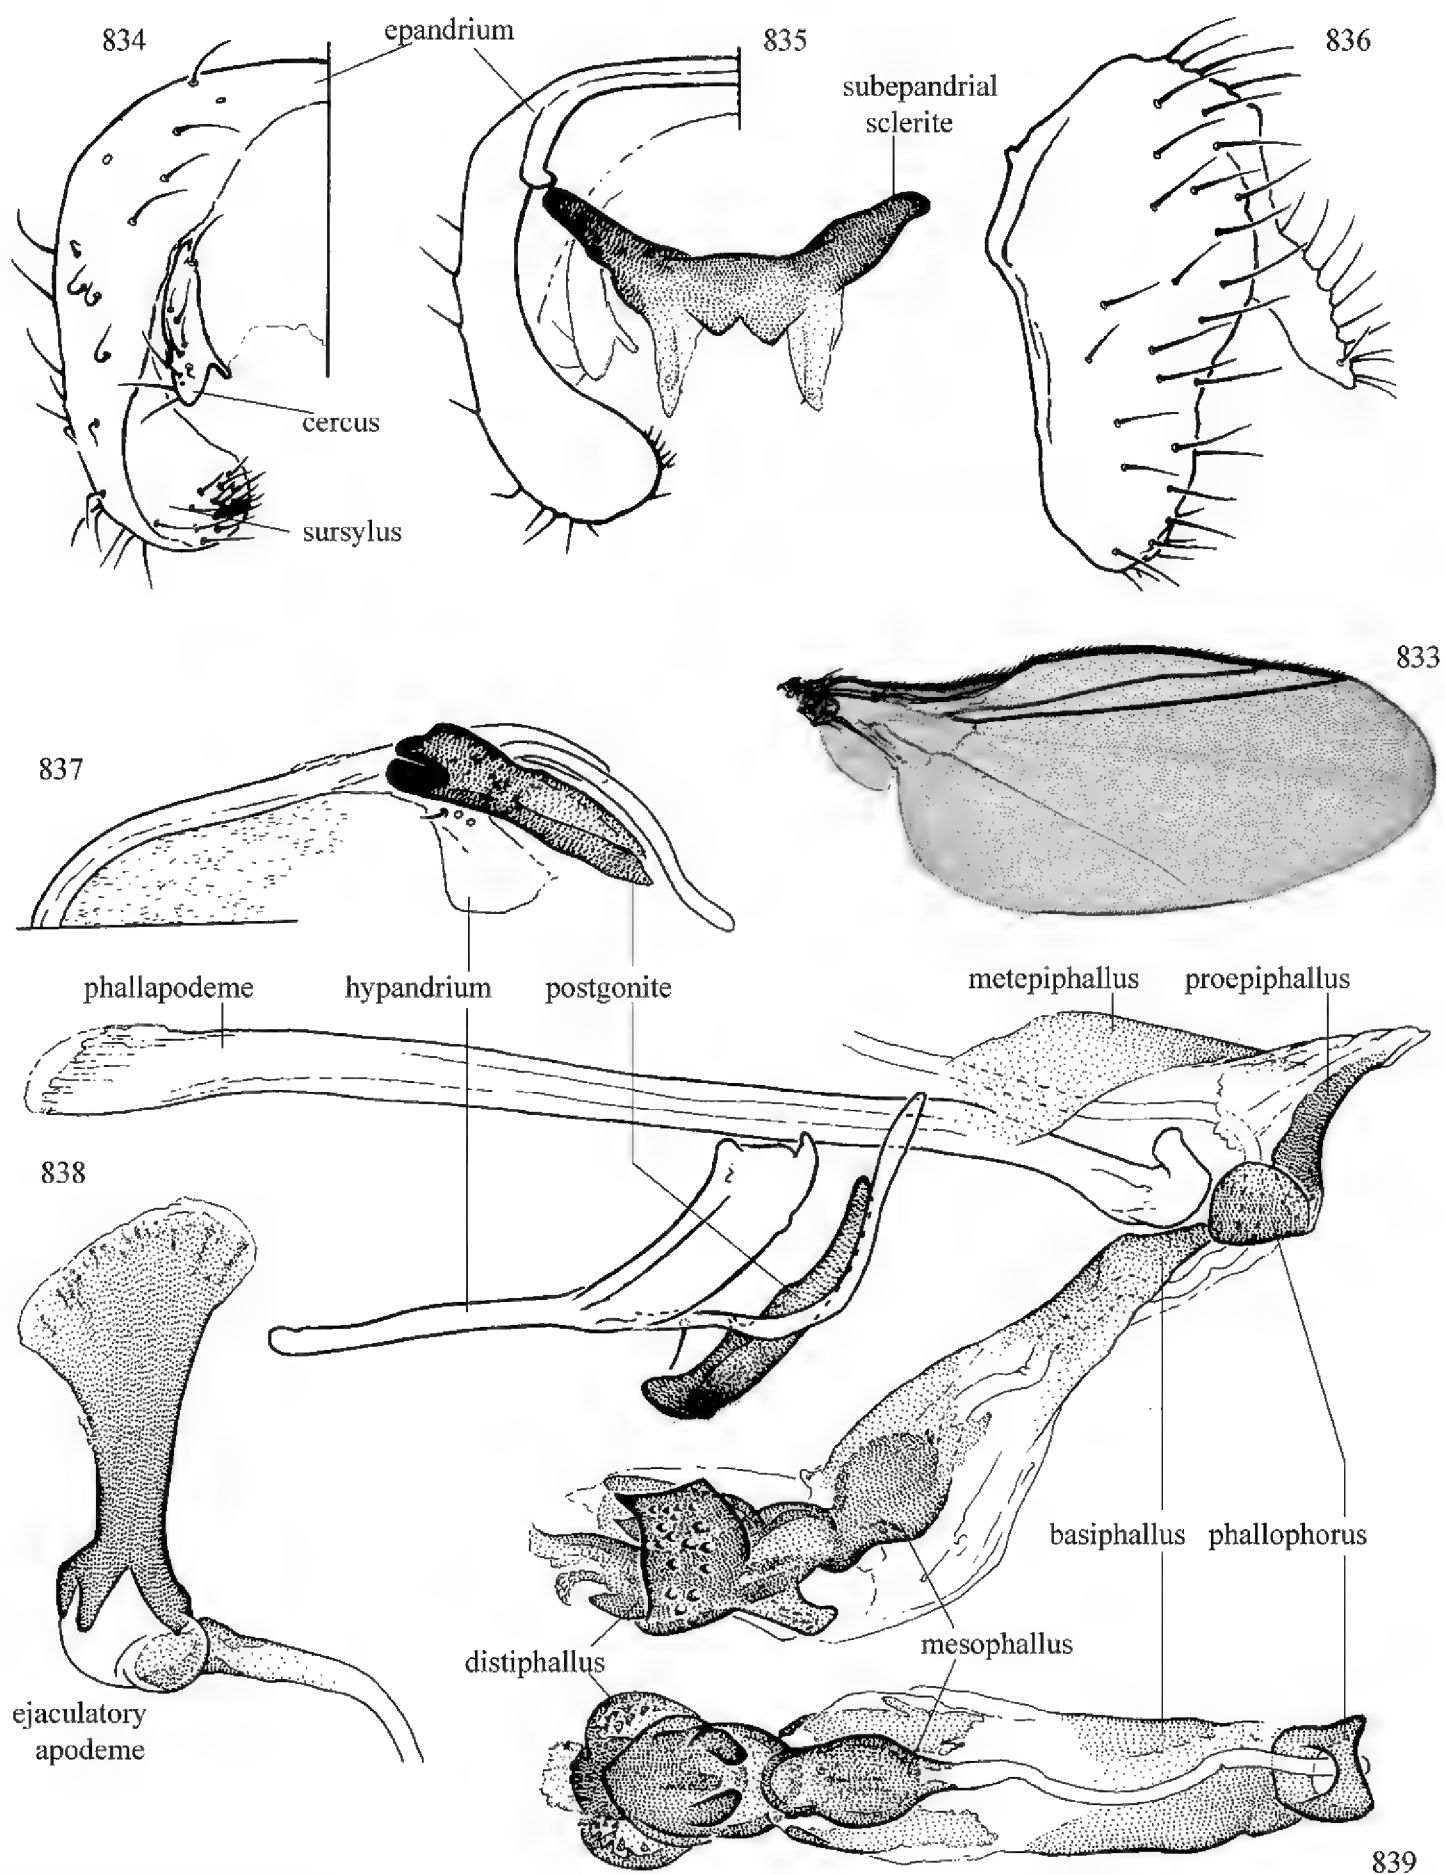 834
epandrium
835
836
subepandrial
sclerite
cercus
sursylus
833
837
phallapodeme
hypandrium
postgonite
metepiphallus
proepiphallus
838
basiphallus
phallophorus
mesophallus
distiphallus
ejaculatory
apodeme
839